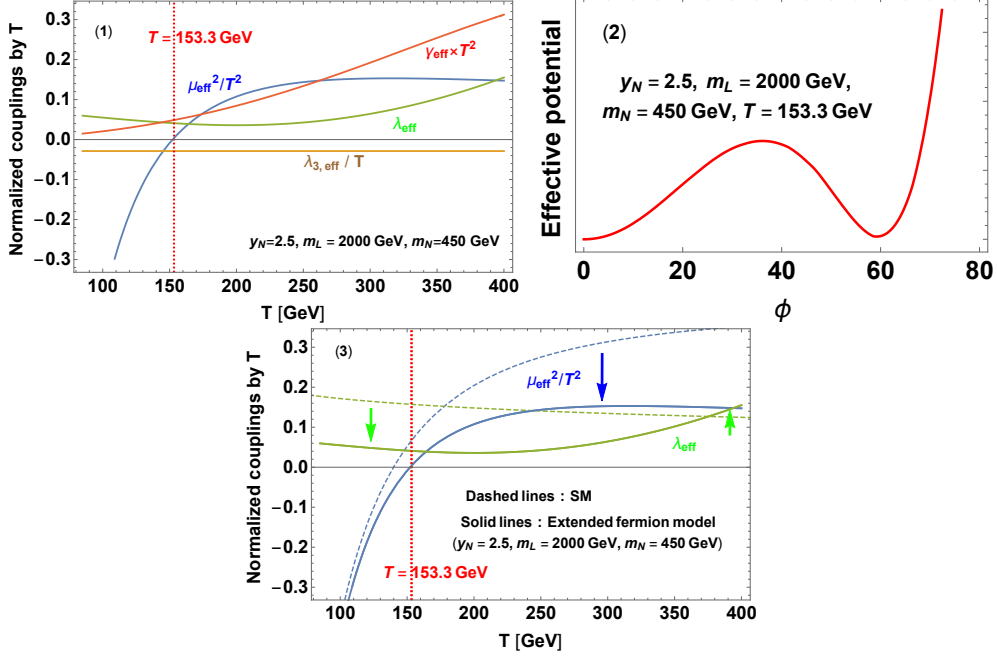 (1)
T = 153.3 GeV
μeff²/T²
γeff×T²
λeff
λ3, eff / T
yN=2.5, mL = 2000 GeV, mN=450 GeV
Normalized couplings by T
0.3
0.2
0.1
0.0
-0.1
-0.2
-0.3
100 150 200 250 300 350 400
T [GeV]
(2)
yN = 2.5, mL = 2000 GeV,
mN = 450 GeV, T = 153.3 GeV
Effective potential
0 20 40 60 80
ϕ
(3)
μeff²/T²
λeff
Dashed lines : SM
Solid lines : Extended fermion model
(yN = 2.5, mL = 2000 GeV, mN = 450 GeV)
T = 153.3 GeV
Normalized couplings by T
0.3
0.2
0.1
0.0
-0.1
-0.2
-0.3
100 150 200 250 300 350 400
T [GeV]